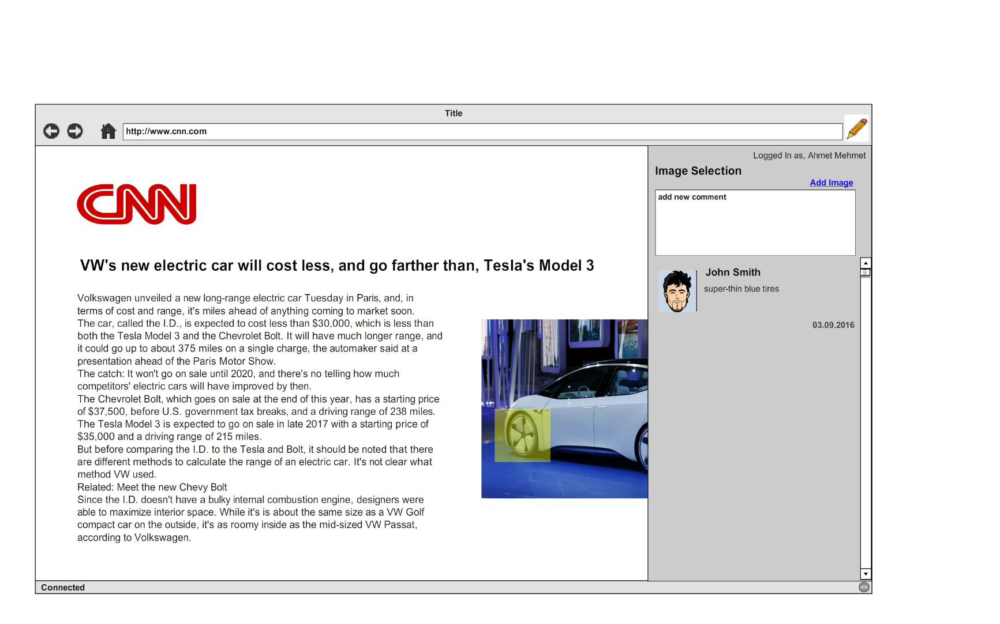 Title
http://www.cnn.com
Logged In as, Ahmet Mehmet
Image Selection
Add Image
add new comment
CNN
VW's new electric car will cost less, and go farther than, Tesla's Model 3
Volkswagen unveiled a new long-range electric car Tuesday in Paris, and, in
terms of cost and range, it's miles ahead of anything coming to market soon.
The car, called the I.D., is expected to cost less than $30,000, which is less than
both the Tesla Model 3 and the Chevrolet Bolt. It will have much longer range, and
it could go up to about 375 miles on a single charge, the automaker said at a
presentation ahead of the Paris Motor Show.
The catch: It won't go on sale until 2020, and there's no telling how much
competitors' electric cars will have improved by then.
The Chevrolet Bolt, which goes on sale at the end of this year, has a starting price
of $37,500, before U.S. government tax breaks, and a driving range of 238 miles.
The Tesla Model 3 is expected to go on sale in late 2017 with a starting price of
$35,000 and a driving range of 215 miles.
But before comparing the I.D. to the Tesla and Bolt, it should be noted that there
are different methods to calculate the range of an electric car. It's not clear what
method VW used.
Related: Meet the new Chevy Bolt
Since the I.D. doesn't have a bulky internal combustion engine, designers were
able to maximize interior space. While it's is about the same size as a VW Golf
compact car on the outside, it's as roomy inside as the mid-sized VW Passat,
according to Volkswagen.
John Smith
super-thin blue tires
03.09.2016
Connected